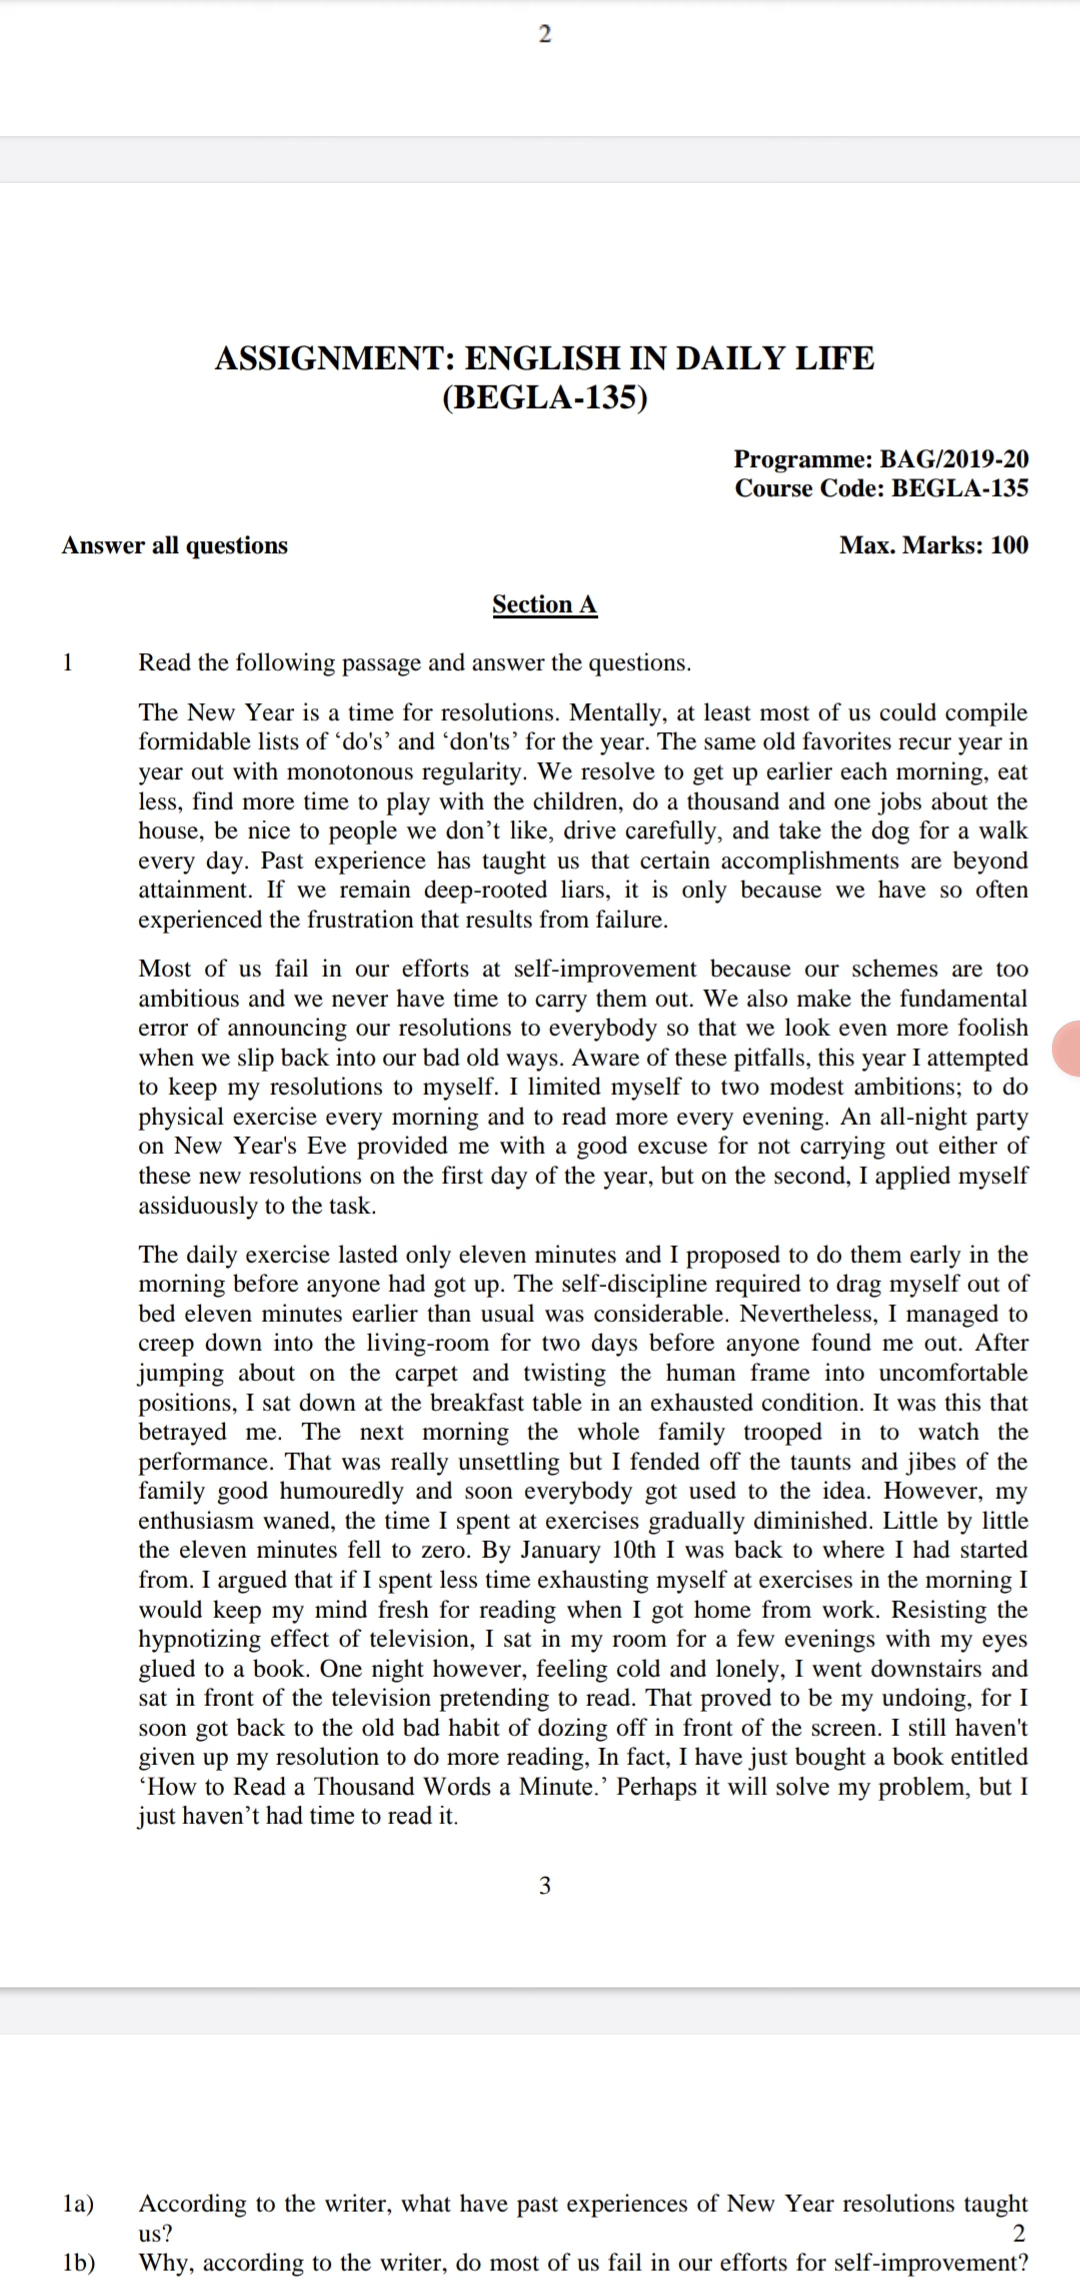 2
ASSIGNMENT: ENGLISH IN DAILY LIFE
(BEGLA-135)
Programme: BAG/2019-20
Course Code: BEGLA-135
Answer all questions Max. Marks: 100
Section A
1 Read the following passage and answer the questions.
The New Year is a time for resolutions. Mentally, at least most of us could compile
formidable lists of ‘do's’ and ‘don'ts’ for the year. The same old favorites recur year in
year out with monotonous regularity. We resolve to get up earlier each morning, eat
less, find more time to play with the children, do a thousand and one jobs about the
house, be nice to people we don’t like, drive carefully, and take the dog for a walk
every day. Past experience has taught us that certain accomplishments are beyond
attainment. If we remain deep-rooted liars, it is only because we have so often
experienced the frustration that results from failure.
Most of us fail in our efforts at self-improvement because our schemes are too
ambitious and we never have time to carry them out. We also make the fundamental
error of announcing our resolutions to everybody so that we look even more foolish
when we slip back into our bad old ways. Aware of these pitfalls, this year I attempted
to keep my resolutions to myself. I limited myself to two modest ambitions; to do
physical exercise every morning and to read more every evening. An all-night party
on New Year's Eve provided me with a good excuse for not carrying out either of
these new resolutions on the first day of the year, but on the second, I applied myself
assiduously to the task.
The daily exercise lasted only eleven minutes and I proposed to do them early in the
morning before anyone had got up. The self-discipline required to drag myself out of
bed eleven minutes earlier than usual was considerable. Nevertheless, I managed to
creep down into the living-room for two days before anyone found me out. After
jumping about on the carpet and twisting the human frame into uncomfortable
positions, I sat down at the breakfast table in an exhausted condition. It was this that
betrayed me. The next morning the whole family trooped in to watch the
performance. That was really unsettling but I fended off the taunts and jibes of the
family good humouredly and soon everybody got used to the idea. However, my
enthusiasm waned, the time I spent at exercises gradually diminished. Little by little
the eleven minutes fell to zero. By January 10th I was back to where I had started
from. I argued that if I spent less time exhausting myself at exercises in the morning I
would keep my mind fresh for reading when I got home from work. Resisting the
hypnotizing effect of television, I sat in my room for a few evenings with my eyes
glued to a book. One night however, feeling cold and lonely, I went downstairs and
sat in front of the television pretending to read. That proved to be my undoing, for I
soon got back to the old bad habit of dozing off in front of the screen. I still haven't
given up my resolution to do more reading, In fact, I have just bought a book entitled
‘How to Read a Thousand Words a Minute.’ Perhaps it will solve my problem, but I
just haven’t had time to read it.
3
1a) According to the writer, what have past experiences of New Year resolutions taught
us? 2
1b) Why, according to the writer, do most of us fail in our efforts for self-improvement?